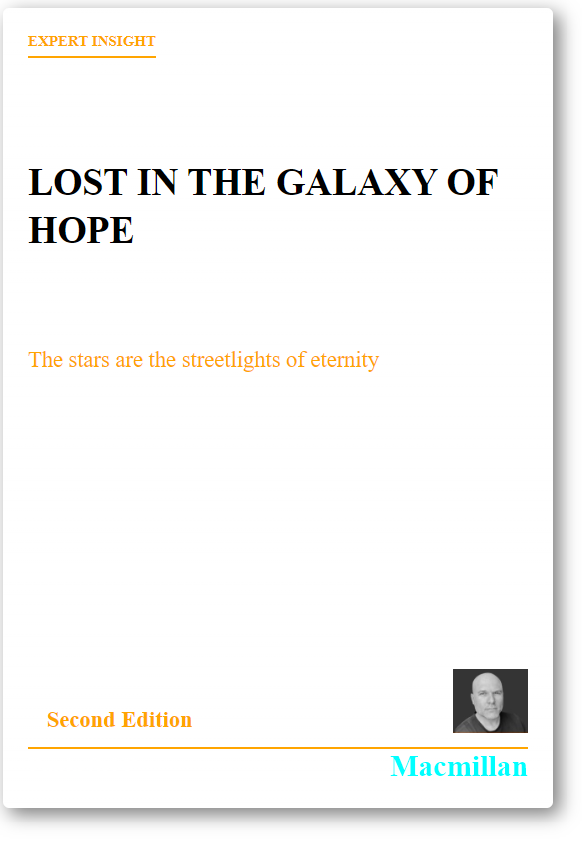 EXPERT INSIGHT
LOST IN THE GALAXY OF
HOPE
The stars are the streetlights of eternity
Second Edition
Macmillan